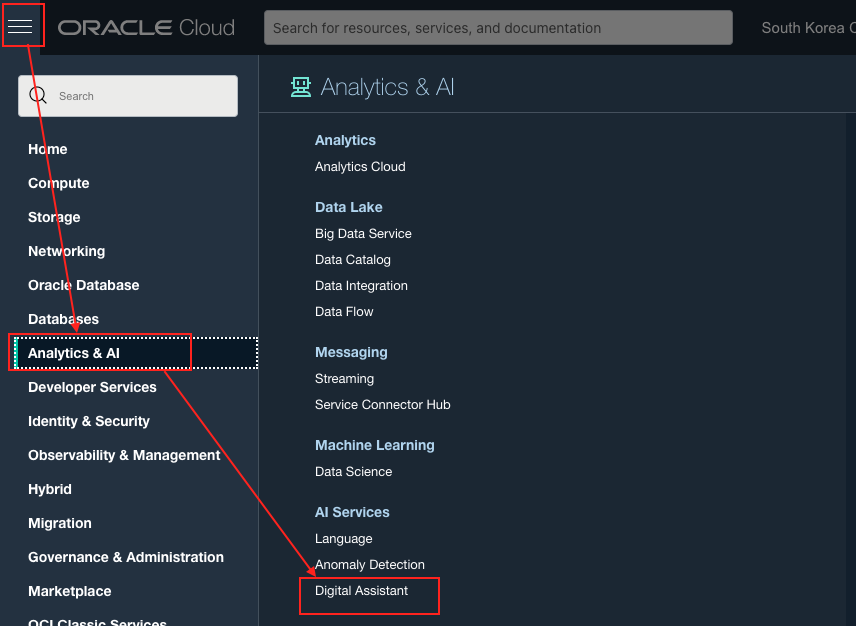 ORACLE Cloud
Search for resources, services, and documentation
South Korea C
Search
Home
Compute
Storage
Networking
Oracle Database
Databases
Analytics & AI
Developer Services
Identity & Security
Observability & Management
Hybrid
Migration
Governance & Administration
Marketplace
OCI Classic Services
Analytics & AI
Analytics
Analytics Cloud
Data Lake
Big Data Service
Data Catalog
Data Integration
Data Flow
Messaging
Streaming
Service Connector Hub
Machine Learning
Data Science
AI Services
Language
Anomaly Detection
Digital Assistant